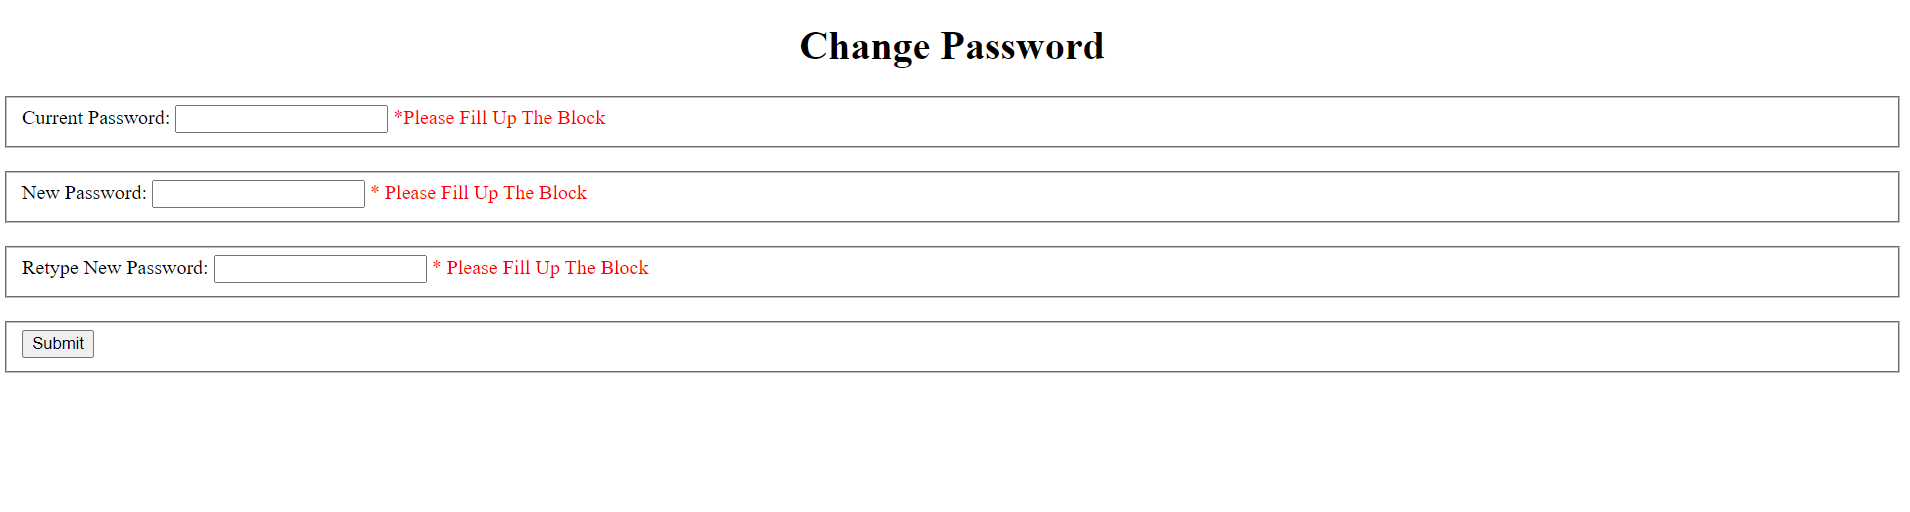 Change Password
Current Password: *Please Fill Up The Block
New Password: * Please Fill Up The Block
Retype New Password: * Please Fill Up The Block
Submit